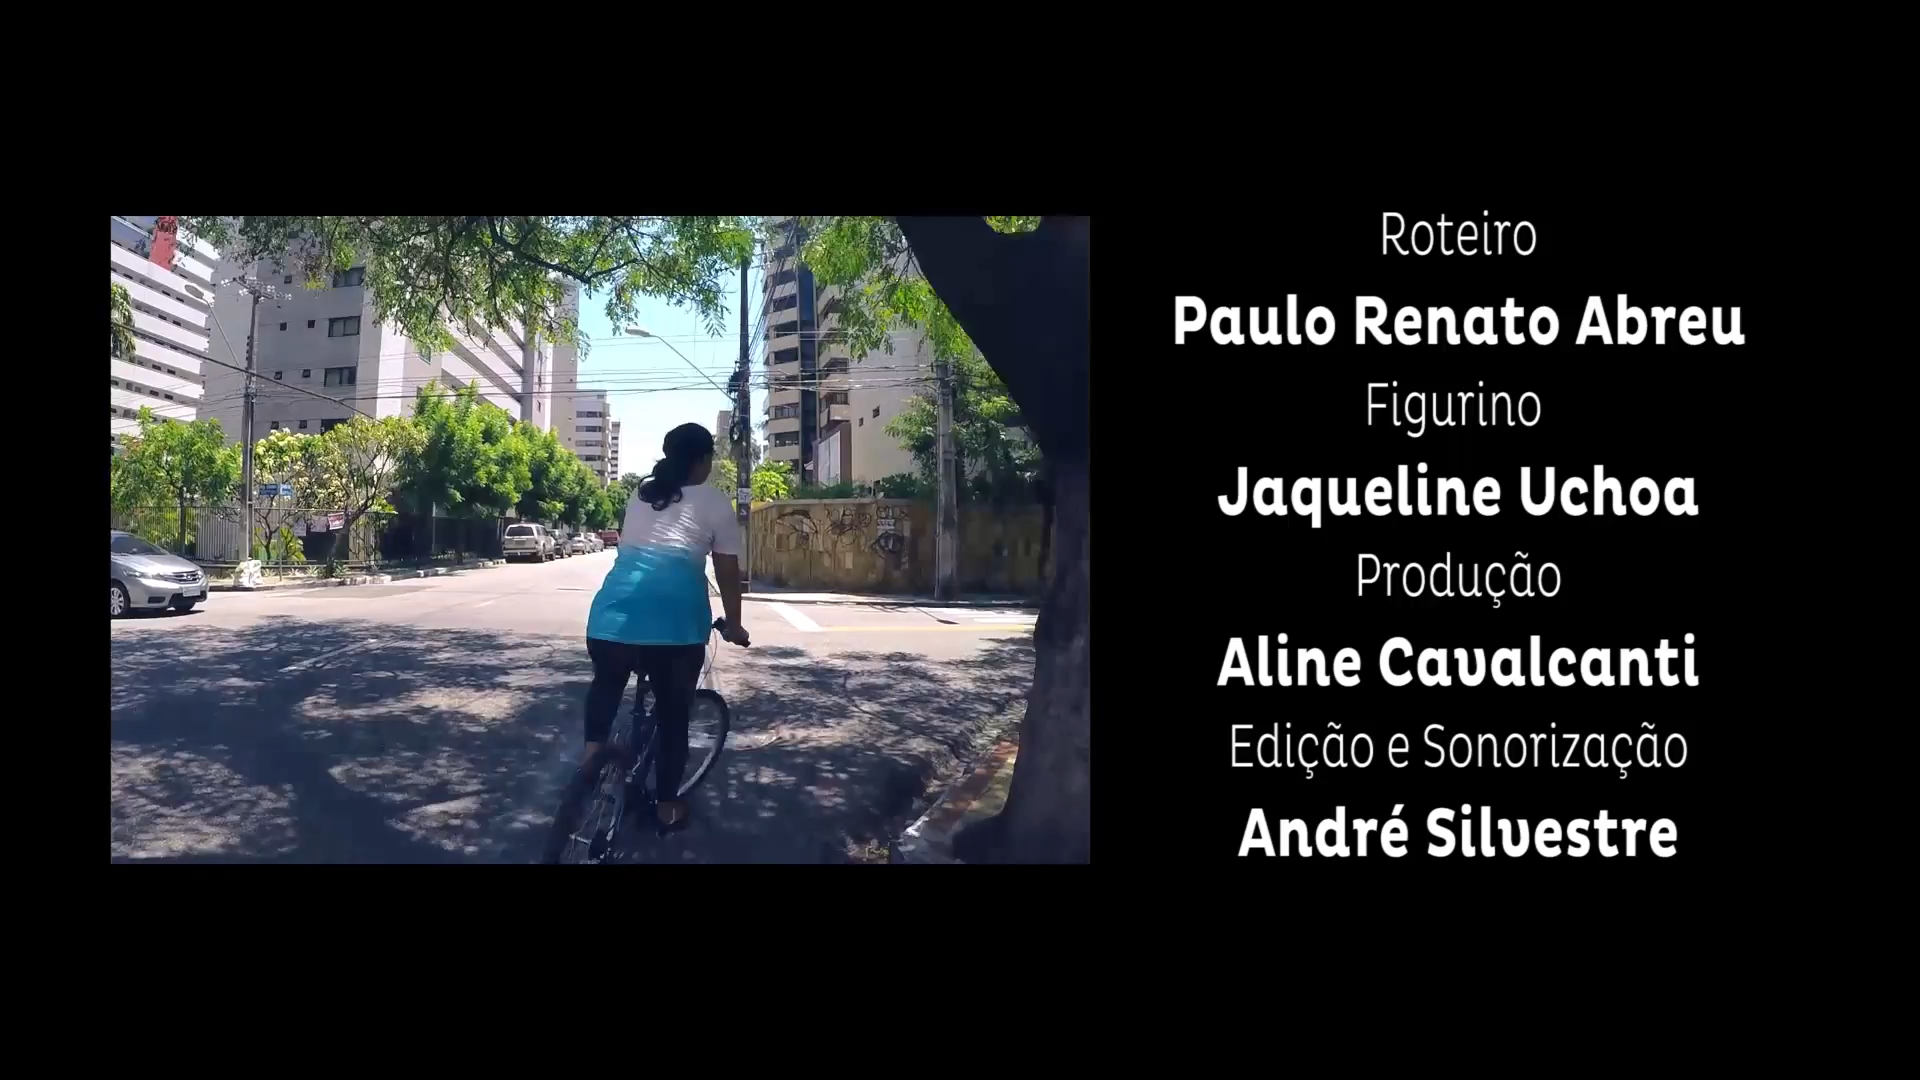 Roteiro
Paulo Renato Abreu
Figurino
Jaqueline Uchoa
Produção
Aline Cavalcanti
Edição e Sonorização
André Silvestre